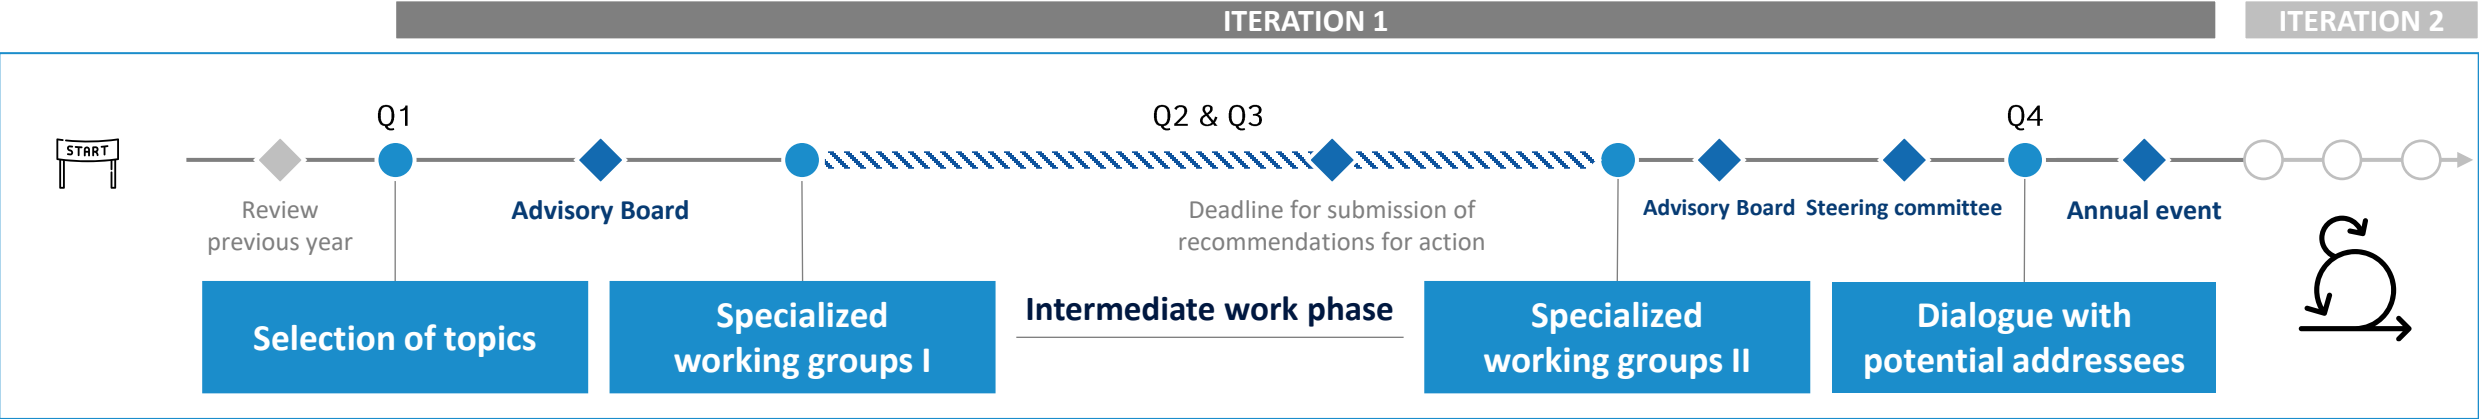 ITERATION 1
ITERATION 2
Q1
Q2 & Q3
Q4
START
Review
previous year
Advisory Board
Deadline for submission of
recommendations for action
Advisory Board
Steering committee
Annual event
Selection of topics
Specialized
working groups I
Intermediate work phase
Specialized
working groups II
Dialogue with
potential addressees